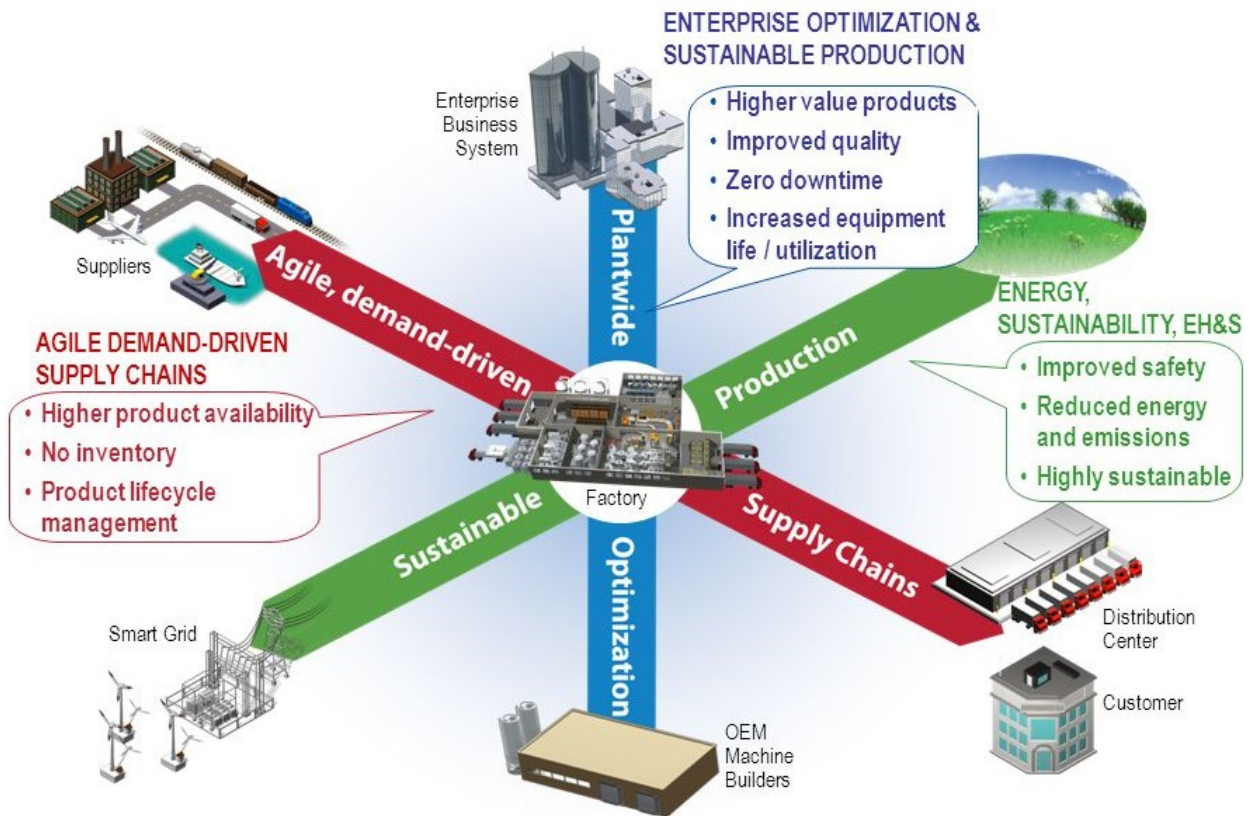 ENTERPRISE OPTIMIZATION &
SUSTAINABLE PRODUCTION
• Higher value products
• Improved quality
• Zero downtime
• Increased equipment
life / utilization
Enterprise
Business
System
Suppliers
Agile, demand-driven
Plantwide
Production
ENERGY,
SUSTAINABILITY, EH&S
• Improved safety
• Reduced energy
and emissions
• Highly sustainable
AGILE DEMAND-DRIVEN
SUPPLY CHAINS
• Higher product availability
• No inventory
• Product lifecycle
management
Factory
Sustainable
Optimization
Supply Chains
Smart Grid
Distribution
Center
Customer
OEM
Machine
Builders